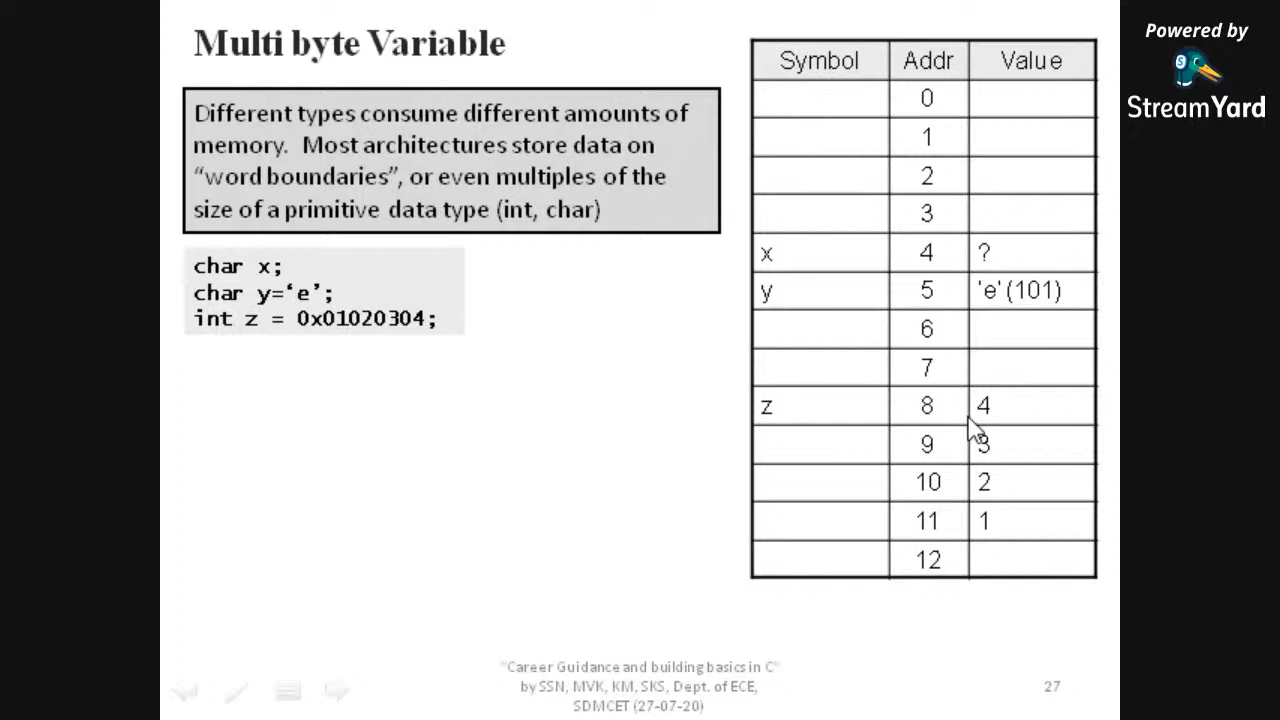 Multi byte Variable
Different types consume different amounts of
memory. Most architectures store data on
“word boundaries”, or even multiples of the
size of a primitive data type (int, char)
char x;
char y=‘e’;
int z = 0x01020304;
Symbol Addr Value
0
1
2
3
x 4 ?
y 5 'e' (101)
6
7
z 8 4
9 3
10 2
11 1
12
"Career Guidance and building basics in C"
by SSN, MVK, KM, SKS, Dept. of ECE,
SDMCET (27-07-20)
27
Powered by
S
StreamYard